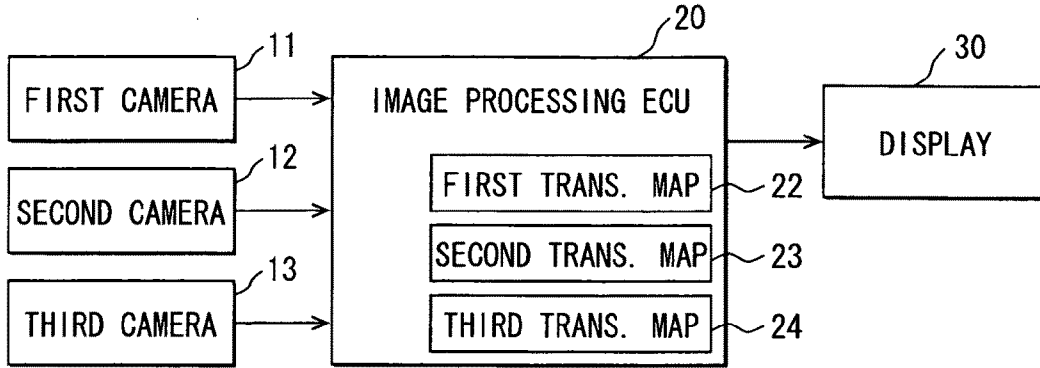 11
FIRST CAMERA
12
SECOND CAMERA
13
THIRD CAMERA
20
IMAGE PROCESSING ECU
FIRST TRANS. MAP 22
SECOND TRANS. MAP 23
THIRD TRANS. MAP 24
30
DISPLAY